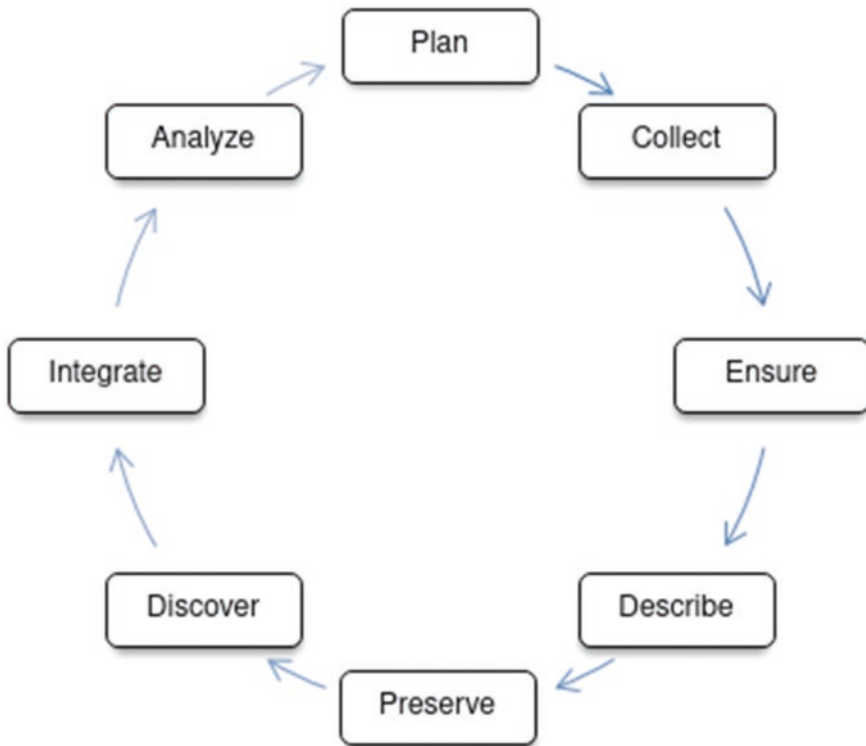 Plan
Collect
Ensure
Describe
Preserve
Discover
Integrate
Analyze